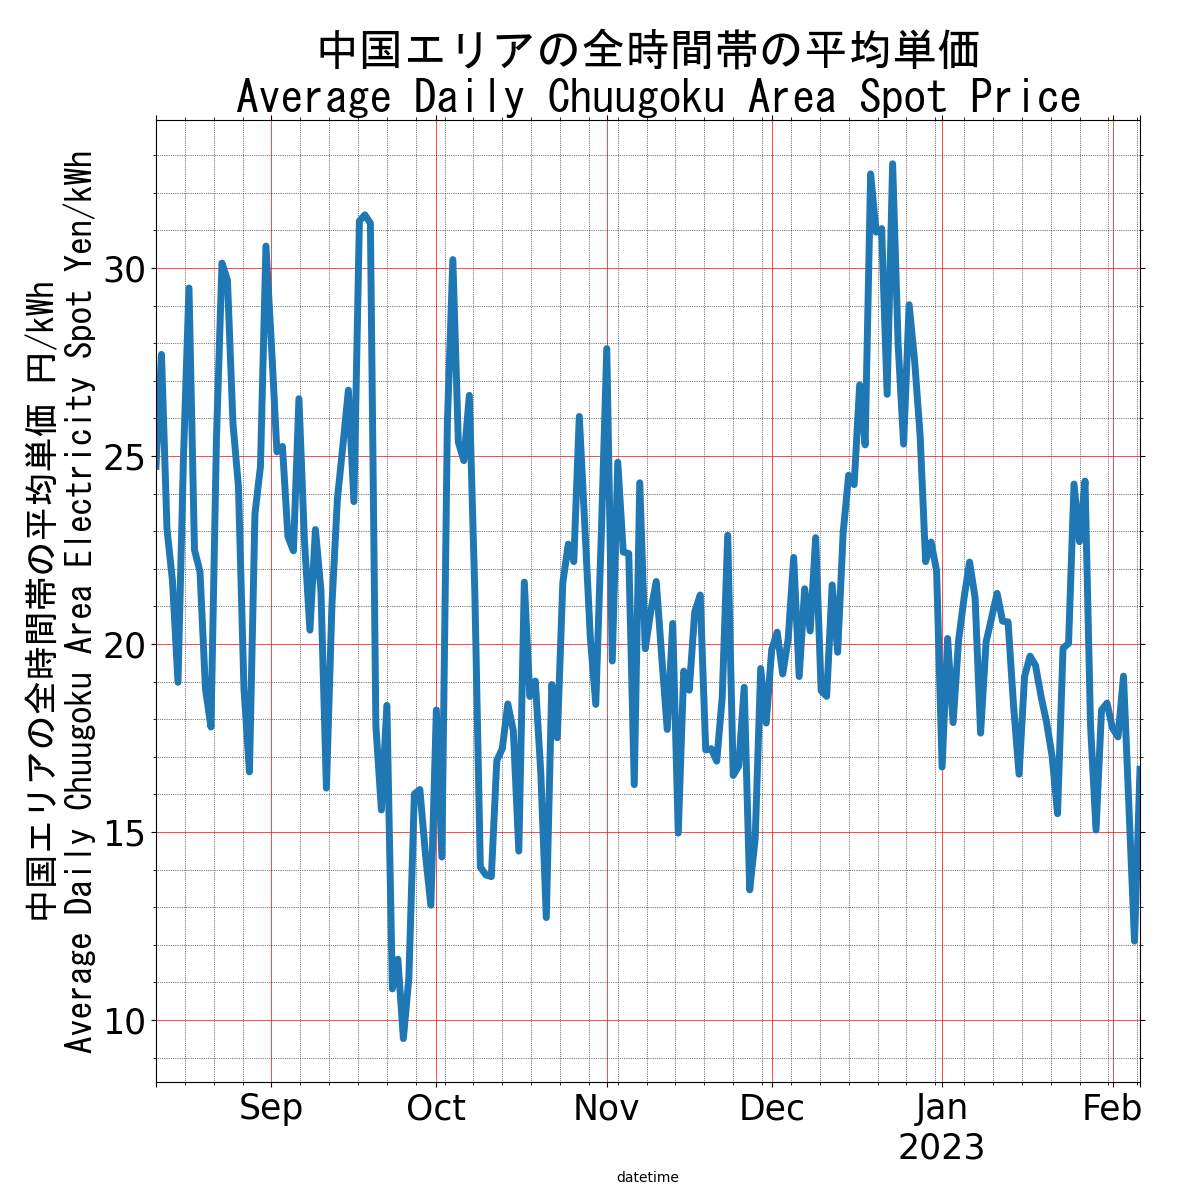 中国エリアの全時間帯の平均単価
Average Daily Chuugoku Area Spot Price
中国エリアの全時間帯の平均単価 円/kWh
Average Daily Chuugoku Area Electricity Spot Yen/kWh
30
25
20
15
10
Sep Oct Nov Dec Jan Feb
2023
datetime